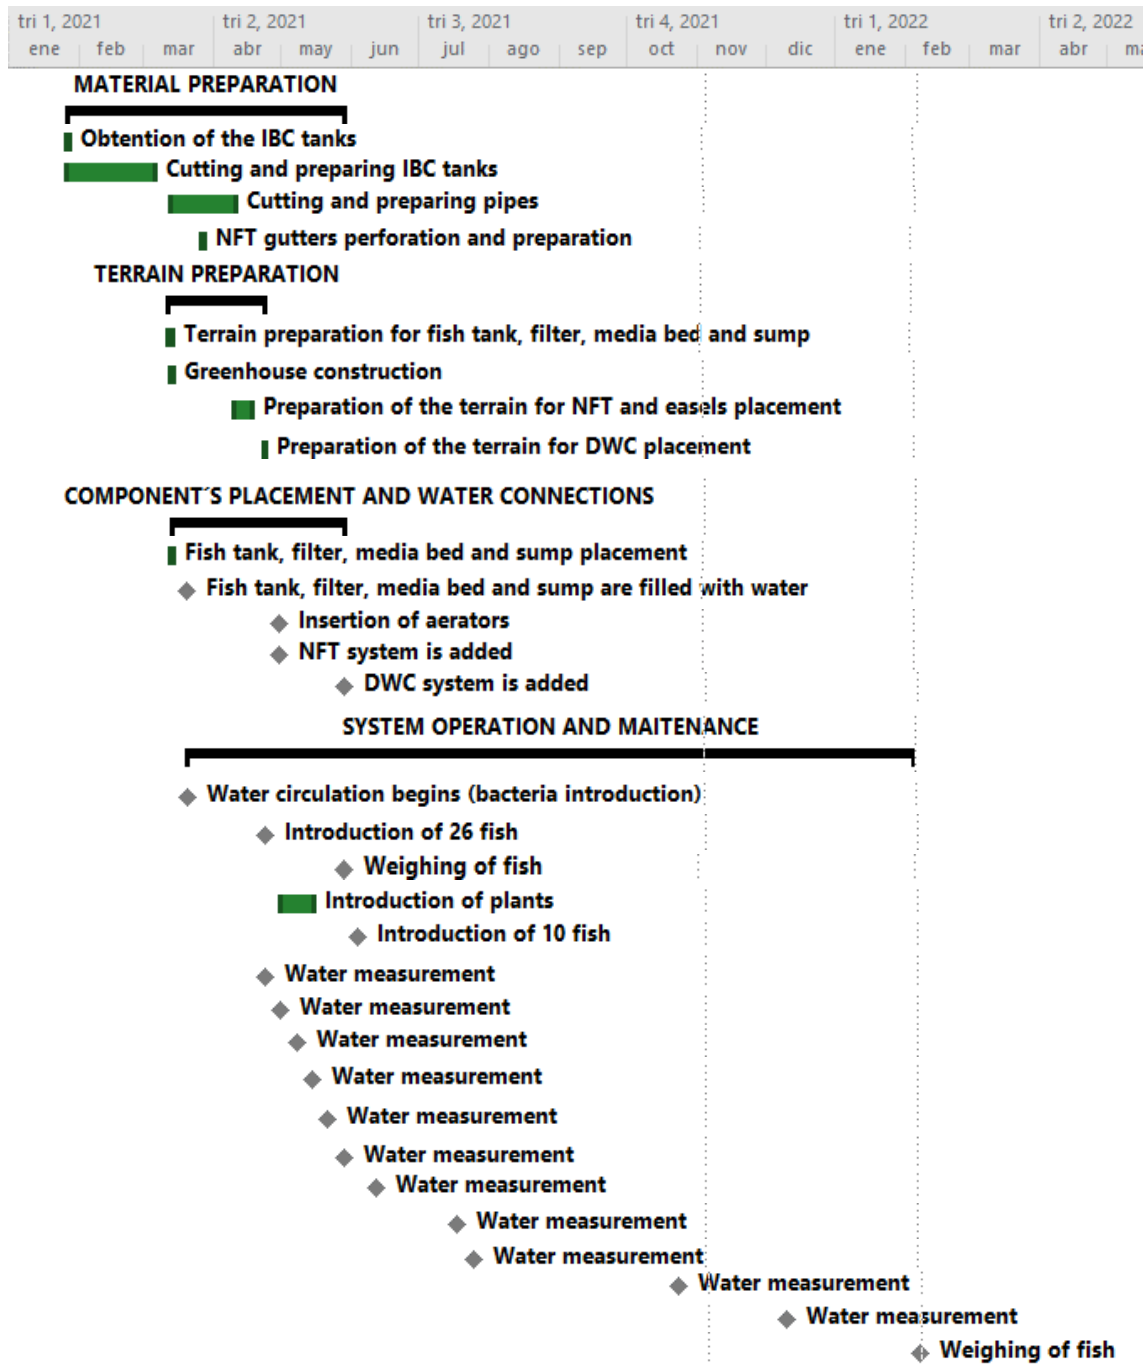 tri 1, 2021 tri 2, 2021 tri 3, 2021 tri 4, 2021 tri 1, 2022 tri 2, 2022
ene feb mar abr may jun jul ago sep oct nov dic ene feb mar abr ma
MATERIAL PREPARATION
Obtention of the IBC tanks
Cutting and preparing IBC tanks
Cutting and preparing pipes
NFT gutters perforation and preparation
TERRAIN PREPARATION
Terrain preparation for fish tank, filter, media bed and sump
Greenhouse construction
Preparation of the terrain for NFT and easels placement
Preparation of the terrain for DWC placement
COMPONENT´S PLACEMENT AND WATER CONNECTIONS
Fish tank, filter, media bed and sump placement
Fish tank, filter, media bed and sump are filled with water
Insertion of aerators
NFT system is added
DWC system is added
SYSTEM OPERATION AND MAITENANCE
Water circulation begins (bacteria introduction)
Introduction of 26 fish
Weighing of fish
Introduction of plants
Introduction of 10 fish
Water measurement
Water measurement
Water measurement
Water measurement
Water measurement
Water measurement
Water measurement
Water measurement
Water measurement
Water measurement
Water measurement
Weighing of fish